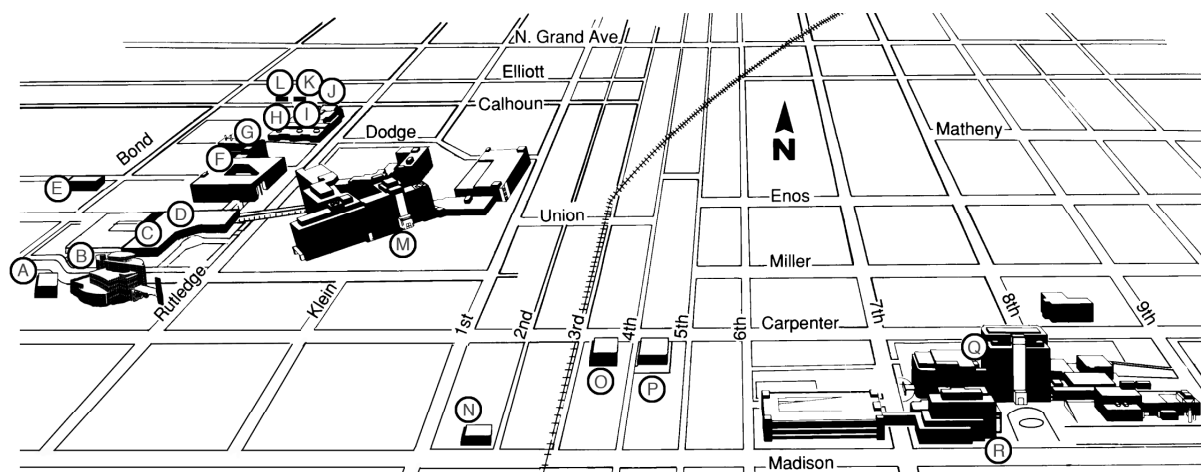 N. Grand Ave.
Elliott
L
K
J
Calhoun
H
I
Dodge
Matheny
Bond
G
N
F
E
Enos
D
Union
C
M
B
Miller
A
Rutledge
Klein
7th
8th
9th
1st
2nd
3rd
4th
5th
6th
Carpenter
Q
O
P
N
R
Madison